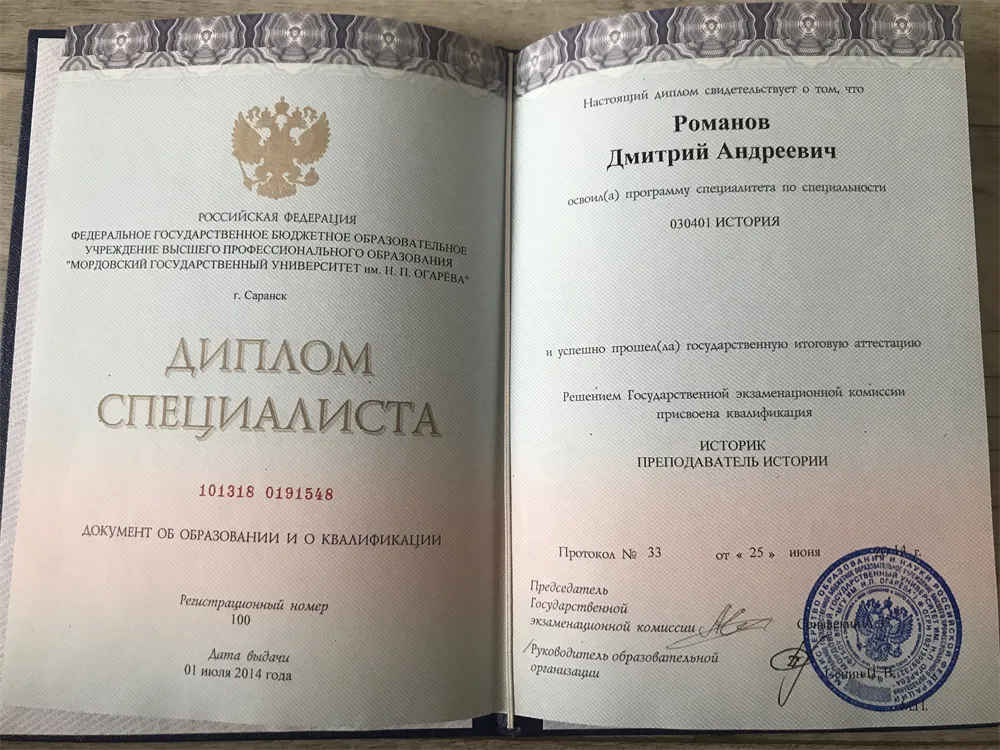 РОССИЙСКАЯ ФЕДЕРАЦИЯ
ФЕДЕРАЛЬНОЕ ГОСУДАРСТВЕННОЕ БЮДЖЕТНОЕ ОБРАЗОВАТЕЛЬНОЕ
УЧРЕЖДЕНИЕ ВЫСШЕГО ПРОФЕССИОНАЛЬНОГО ОБРАЗОВАНИЯ
"МОРДОВСКИЙ ГОСУДАРСТВЕННЫЙ УНИВЕРСИТЕТ им. Н. П. ОГАРЁВА"
г. Саранск
ДИПЛОМ
СПЕЦИАЛИСТА
101318 0191548
ДОКУМЕНТ ОБ ОБРАЗОВАНИИ И О КВАЛИФИКАЦИИ
Регистрационный номер
100
Дата выдачи
01 июля 2014 года
Настоящий диплом свидетельствует о том, что
Романов
Дмитрий Андреевич
освоил(а) программу специалитета по специальности
030401 ИСТОРИЯ
и успешно прошел(ла) государственную итоговую аттестацию
Решением Государственной экзаменационной комиссии
присвоена квалификация
ИСТОРИК
ПРЕПОДАВАТЕЛЬ ИСТОРИИ
Протокол № 33 от « 25 » июня 2014 г.
Председатель
Государственной
экзаменационной комиссии
Руководитель образовательной
организации
М.П.